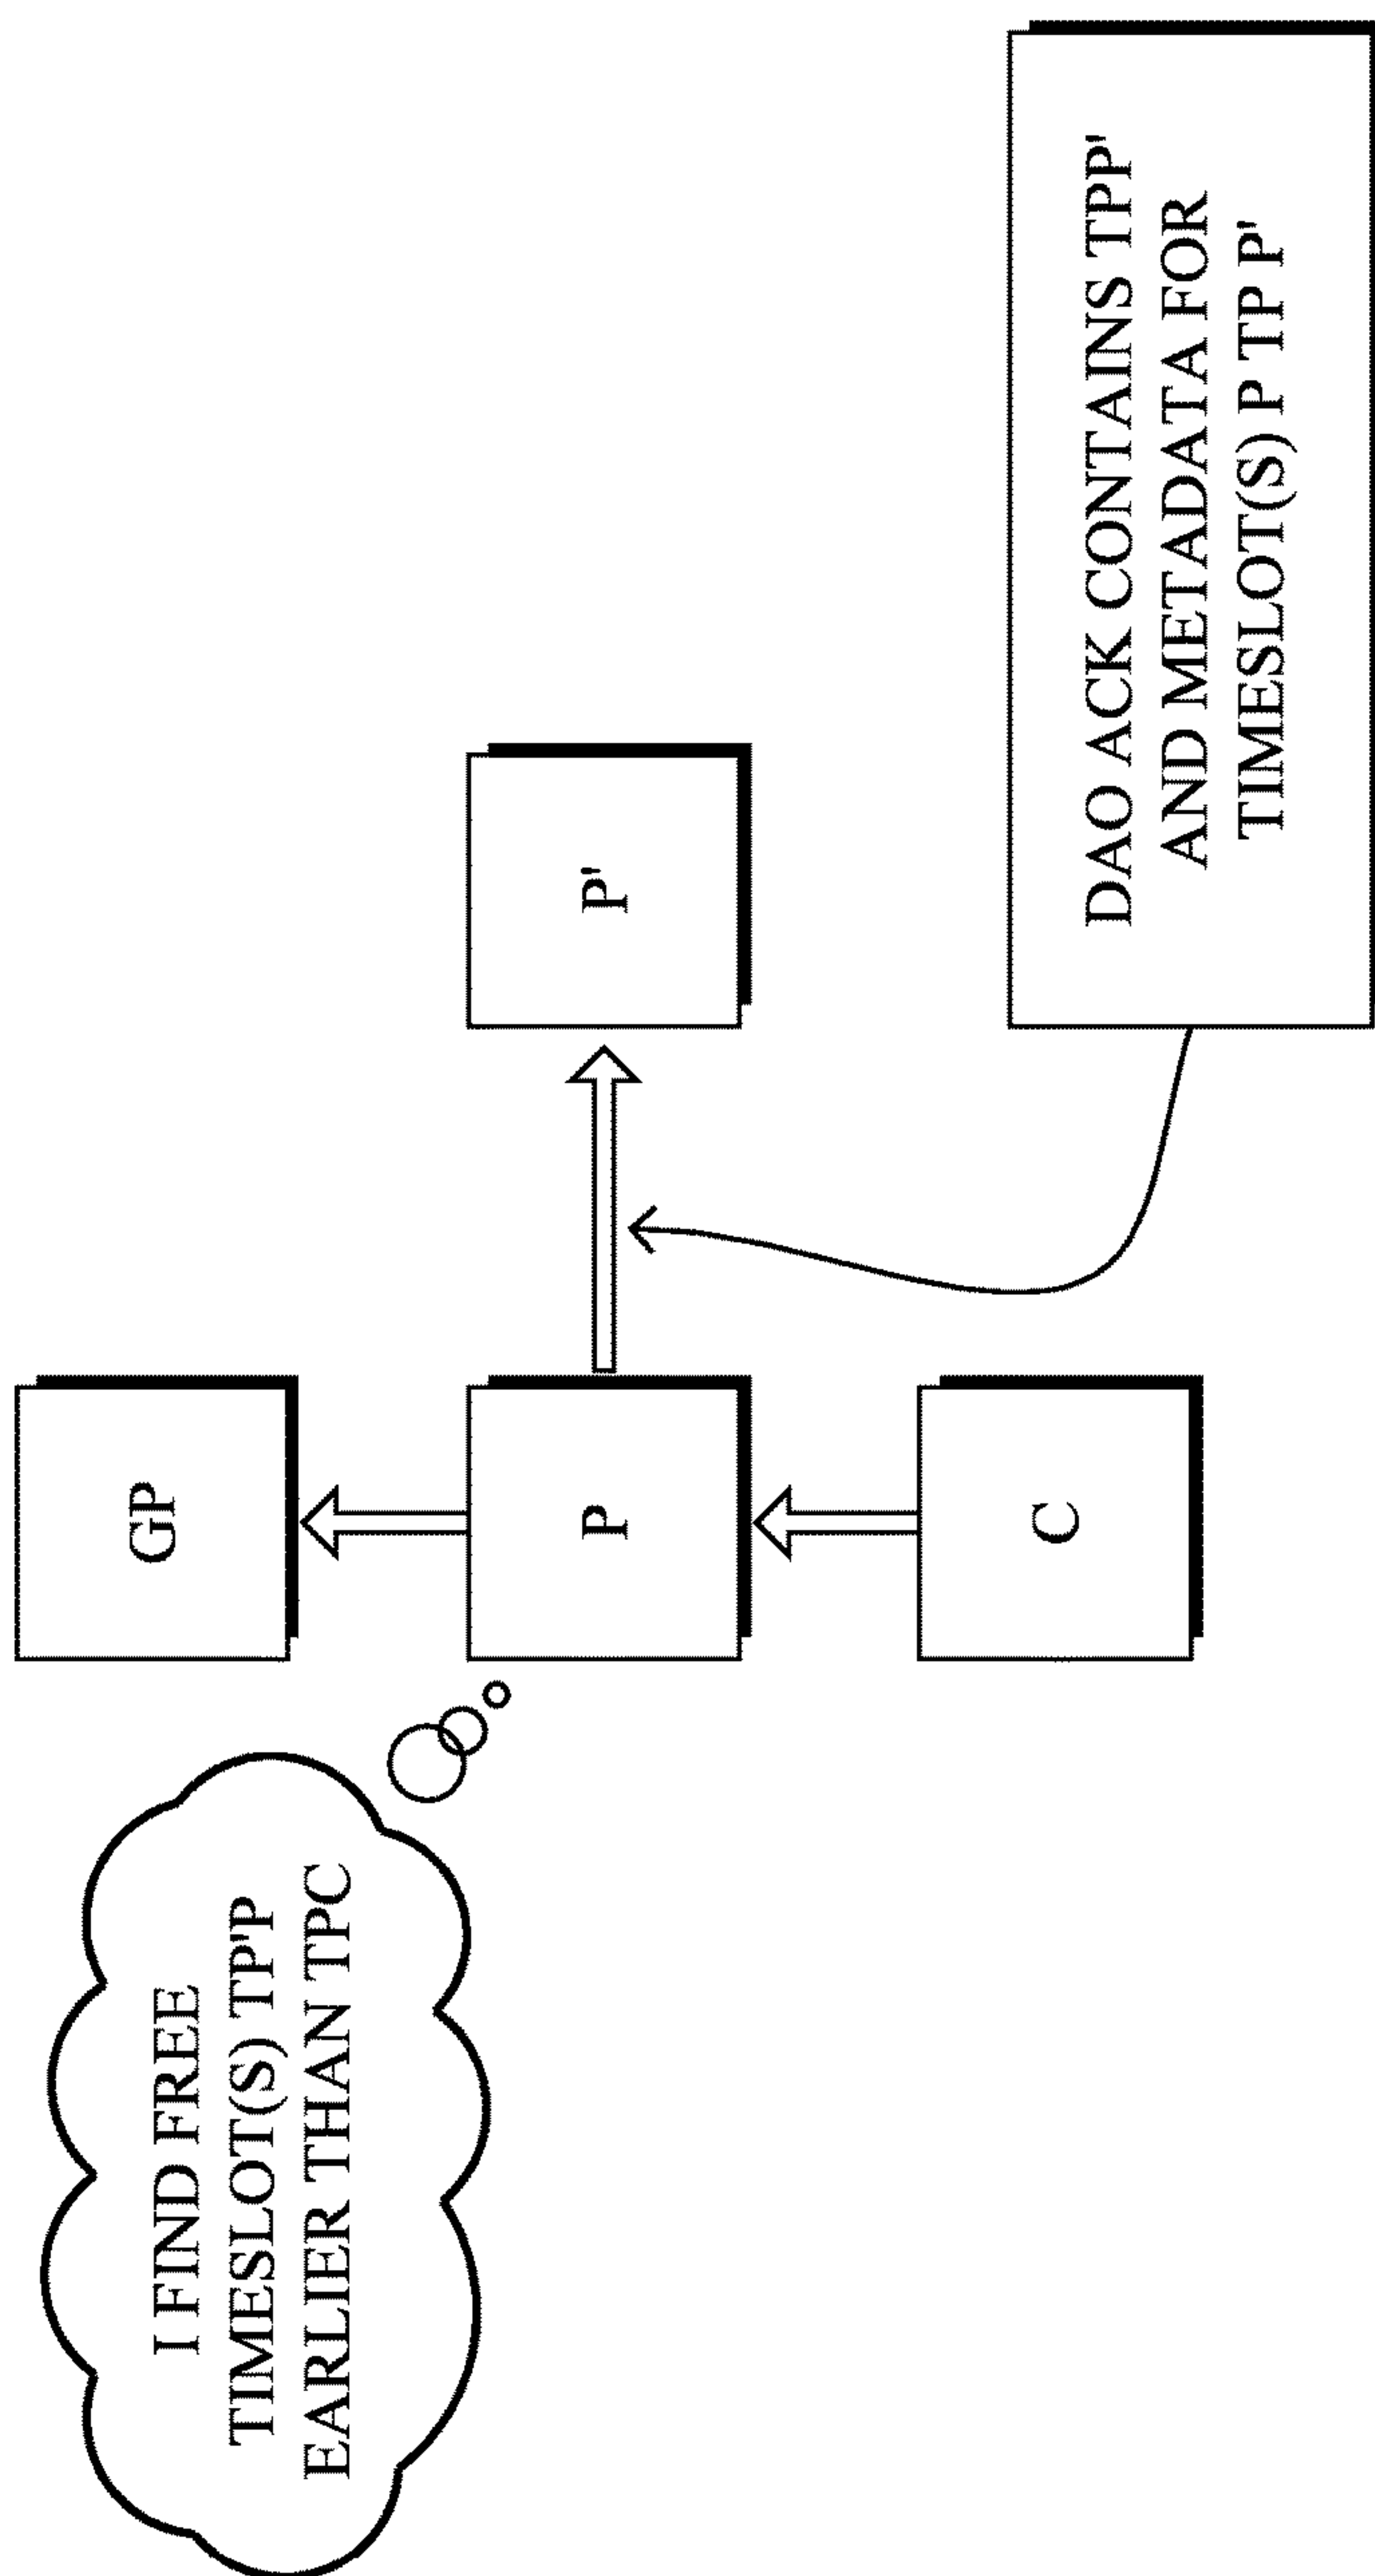 I FIND FREE
TIMESLOT(S) TP'P
EARLIER THAN TPC
GP
P
C
P'
DAO ACK CONTAINS TPP'
AND METADATA FOR
TIMESLOT(S) P TP P'